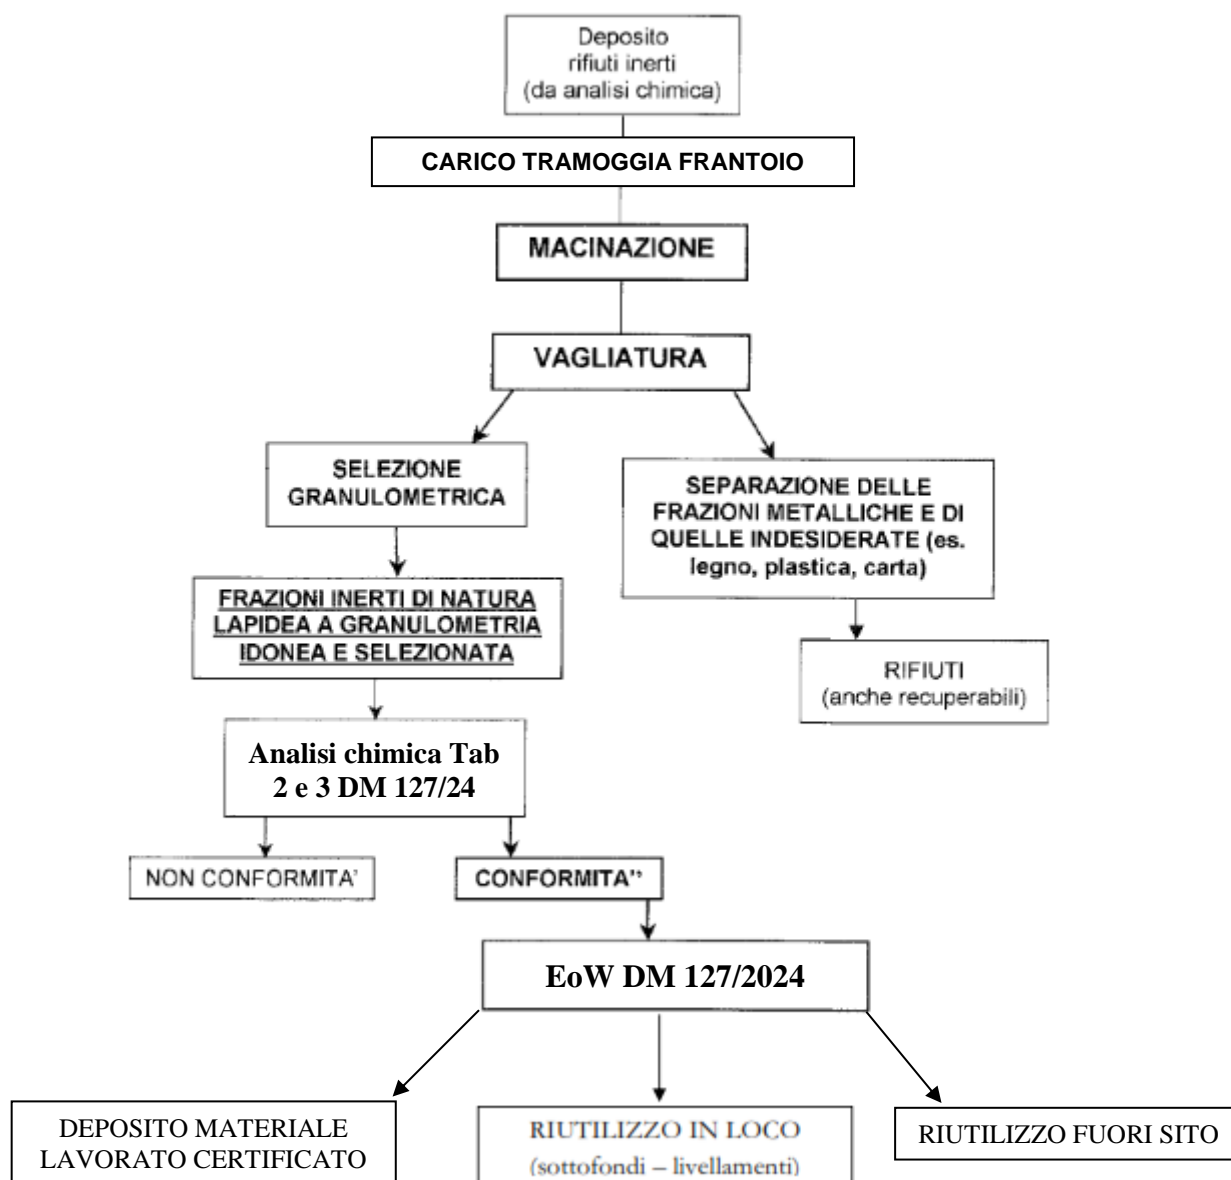 Deposito
rifiuti inerti
(da analisi chimica)
CARICO TRAMOGGIA FRANTOIO
MACINAZIONE
VAGLIATURA
SELEZIONE
GRANULOMETRICA
SEPARAZIONE DELLE
FRAZIONI METALLICHE E DI
QUELLE INDESIDERATE (es.
legno, plastica, carta)
FRAZIONI INERTI DI NATURA
LAPIDEA A GRANULOMETRIA
IDONEA E SELEZIONATA
RIFIUTI
(anche recuperabili)
Analisi chimica Tab
2 e 3 DM 127/24
NON CONFORMITA'
CONFORMITA'*
EoW DM 127/2024
DEPOSITO MATERIALE
LAVORATO CERTIFICATO
RIUTILIZZO IN LOCO
(sottofondi – livellamenti)
RIUTILIZZO FUORI SITO